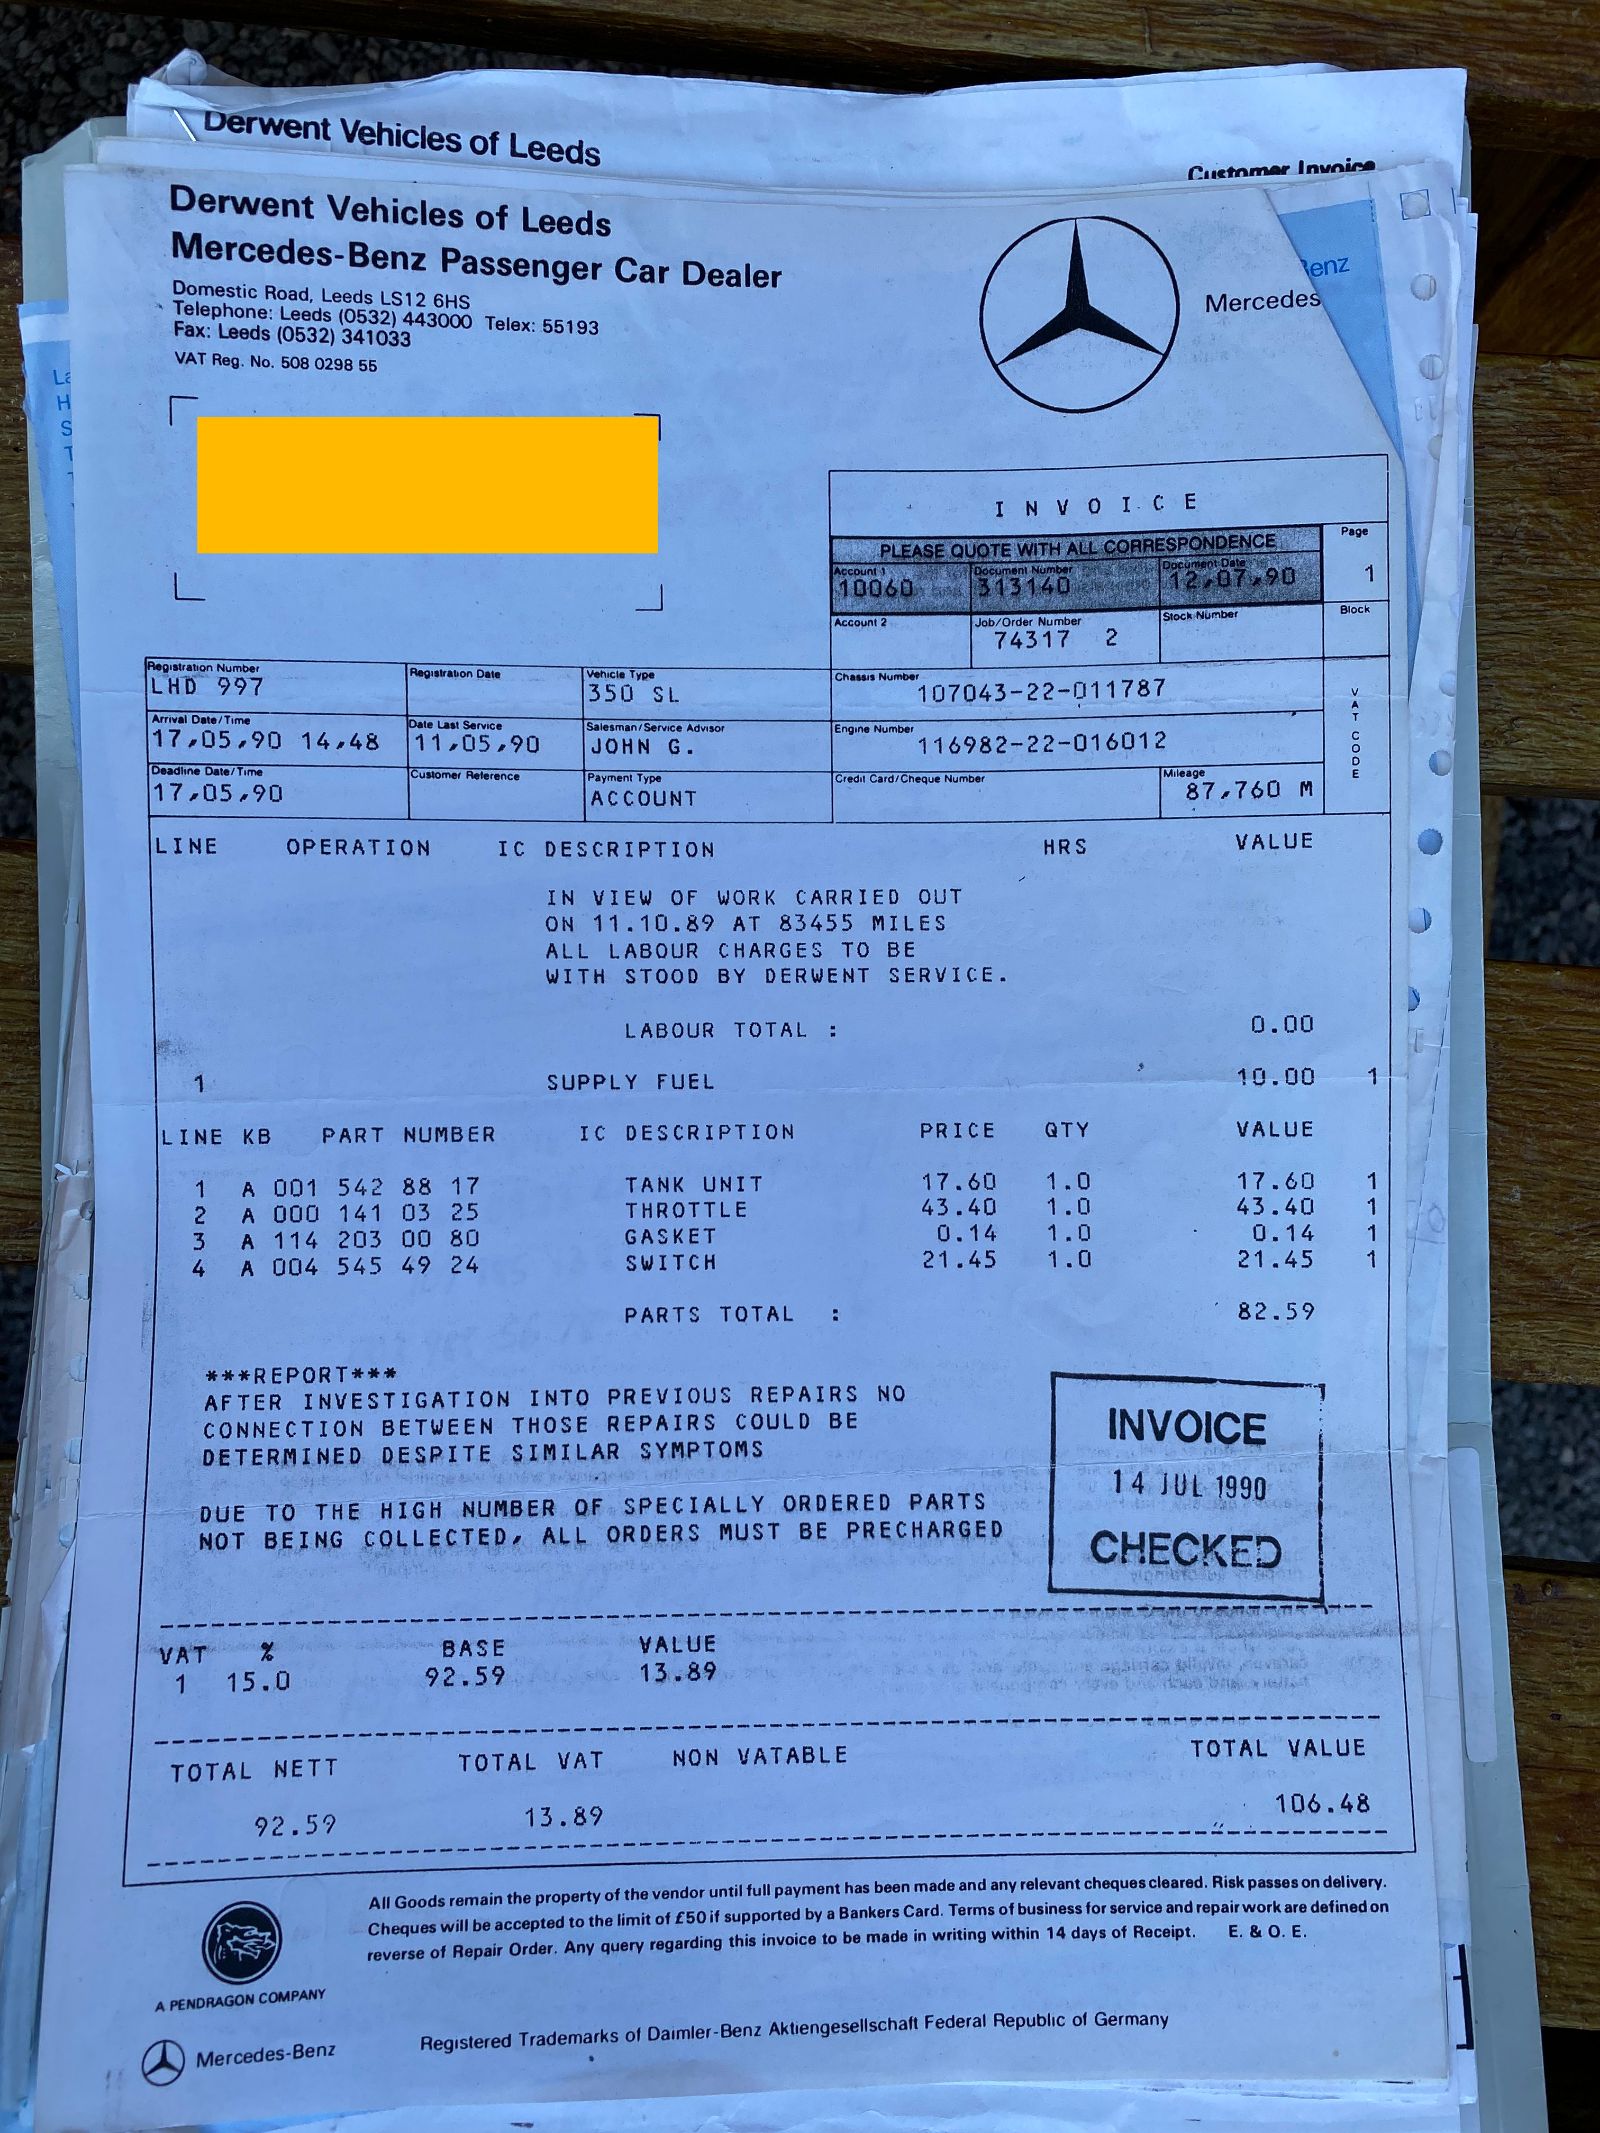 Derwent Vehicles of Leeds
Customer Invoice
Derwent Vehicles of Leeds
Mercedes-Benz Passenger Car Dealer
Domestic Road, Leeds LS12 6HS
Telephone: Leeds (0532) 443000 Telex: 55193
Fax: Leeds (0532) 341033
VAT Reg. No. 508 0298 55
Mercedes
enz
INVOICE
PLEASE QUOTE WITH ALL CORRESPONDENCE
Page
Account 1 Document Number Document Date
10060 313140 12,07,90 1
Account 2 Job/Order Number Stock Number Block
74317 2
Registration Number Registration Date Vehicle Type Chassis Number
LHD 997 350 SL 107043-22-011787
Arrival Date/Time Date Last Service Salesman/Service Advisor Engine Number
17,05,90 14,48 11,05,90 JOHN G. 116982-22-016012
Deadline Date/Time Customer Reference Payment Type Credit Card/Cheque Number Mileage
17,05,90 ACCOUNT 87,760 M
VAT CODE
LINE OPERATION IC DESCRIPTION HRS VALUE
IN VIEW OF WORK CARRIED OUT
ON 11.10.89 AT 83455 MILES
ALL LABOUR CHARGES TO BE
WITH STOOD BY DERWENT SERVICE.
LABOUR TOTAL : 0.00
1 SUPPLY FUEL 10.00 1
LINE KB PART NUMBER IC DESCRIPTION PRICE QTY VALUE
1 A 001 542 88 17 TANK UNIT 17.60 1.0 17.60 1
2 A 000 141 03 25 THROTTLE 43.40 1.0 43.40 1
3 A 114 203 00 80 GASKET 0.14 1.0 0.14 1
4 A 004 545 49 24 SWITCH 21.45 1.0 21.45 1
PARTS TOTAL : 82.59
***REPORT***
AFTER INVESTIGATION INTO PREVIOUS REPAIRS NO
CONNECTION BETWEEN THOSE REPAIRS COULD BE
DETERMINED DESPITE SIMILAR SYMPTOMS
DUE TO THE HIGH NUMBER OF SPECIALLY ORDERED PARTS
NOT BEING COLLECTED, ALL ORDERS MUST BE PRECHARGED
INVOICE
14 JUL 1990
CHECKED
VAT % BASE VALUE
1 15.0 92.59 13.89
TOTAL NETT TOTAL VAT NON VATABLE TOTAL VALUE
92.59 13.89 106.48
All Goods remain the property of the vendor until full payment has been made and any relevant cheques cleared. Risk passes on delivery.
Cheques will be accepted to the limit of £50 if supported by a Bankers Card. Terms of business for service and repair work are defined on
reverse of Repair Order. Any query regarding this invoice to be made in writing within 14 days of Receipt. E. & O. E.
A PENDRAGON COMPANY
Mercedes-Benz
Registered Trademarks of Daimler-Benz Aktiengesellschaft Federal Republic of Germany